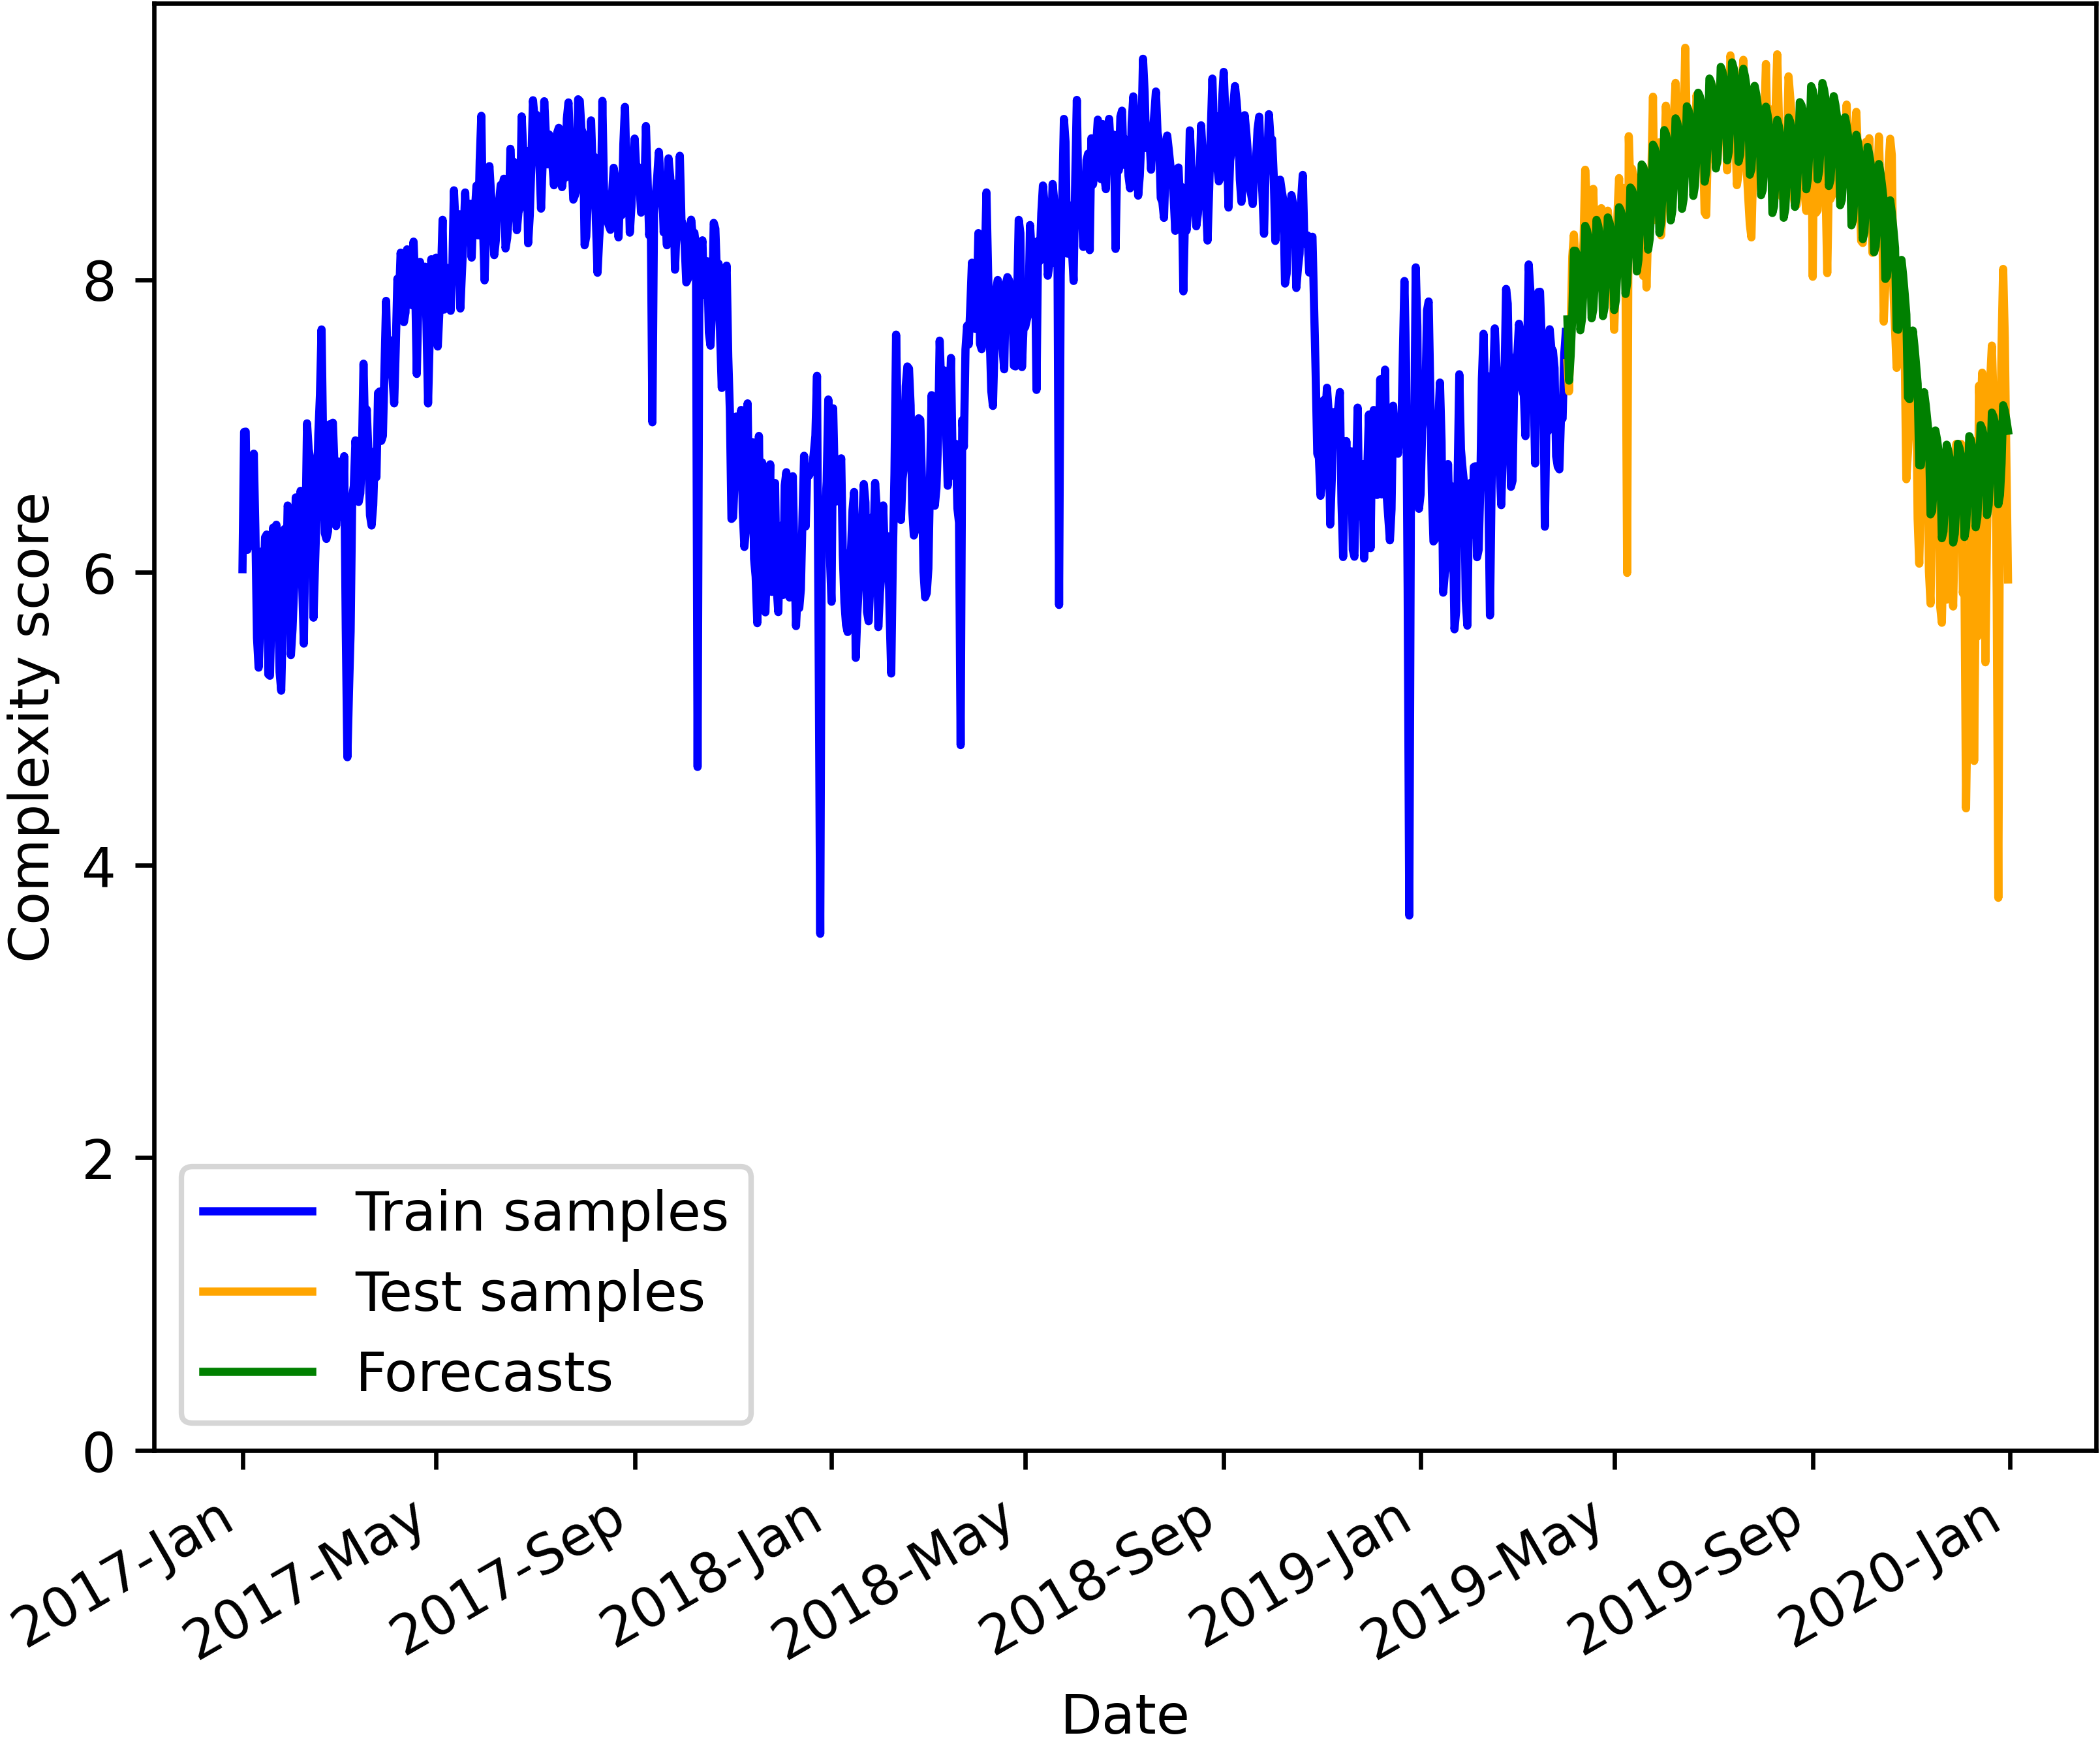 Complexity score
8
6
4
2
0
Train samples
Test samples
Forecasts
2017-Jan
2017-May
2017-Sep
2018-Jan
2018-May
2018-Sep
2019-Jan
2019-May
2019-Sep
2020-Jan
Date